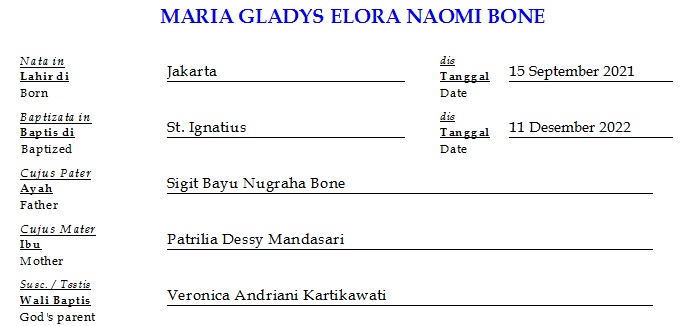 MARIA GLADYS ELORA NAOMI BONE
Nata in
Lahir di
Born
Jakarta
die
Tanggal
Date
15 September 2021
Baptizata in
Baptis di
Baptized
St. Ignatius
die
Tanggal
Date
11 Desember 2022
Cujus Pater
Ayah
Father
Sigit Bayu Nugraha Bone
Cujus Mater
Ibu
Mother
Patrilia Dessy Mandasari
Susc. / Testis
Wali Baptis
God's parent
Veronica Andriani Kartikawati